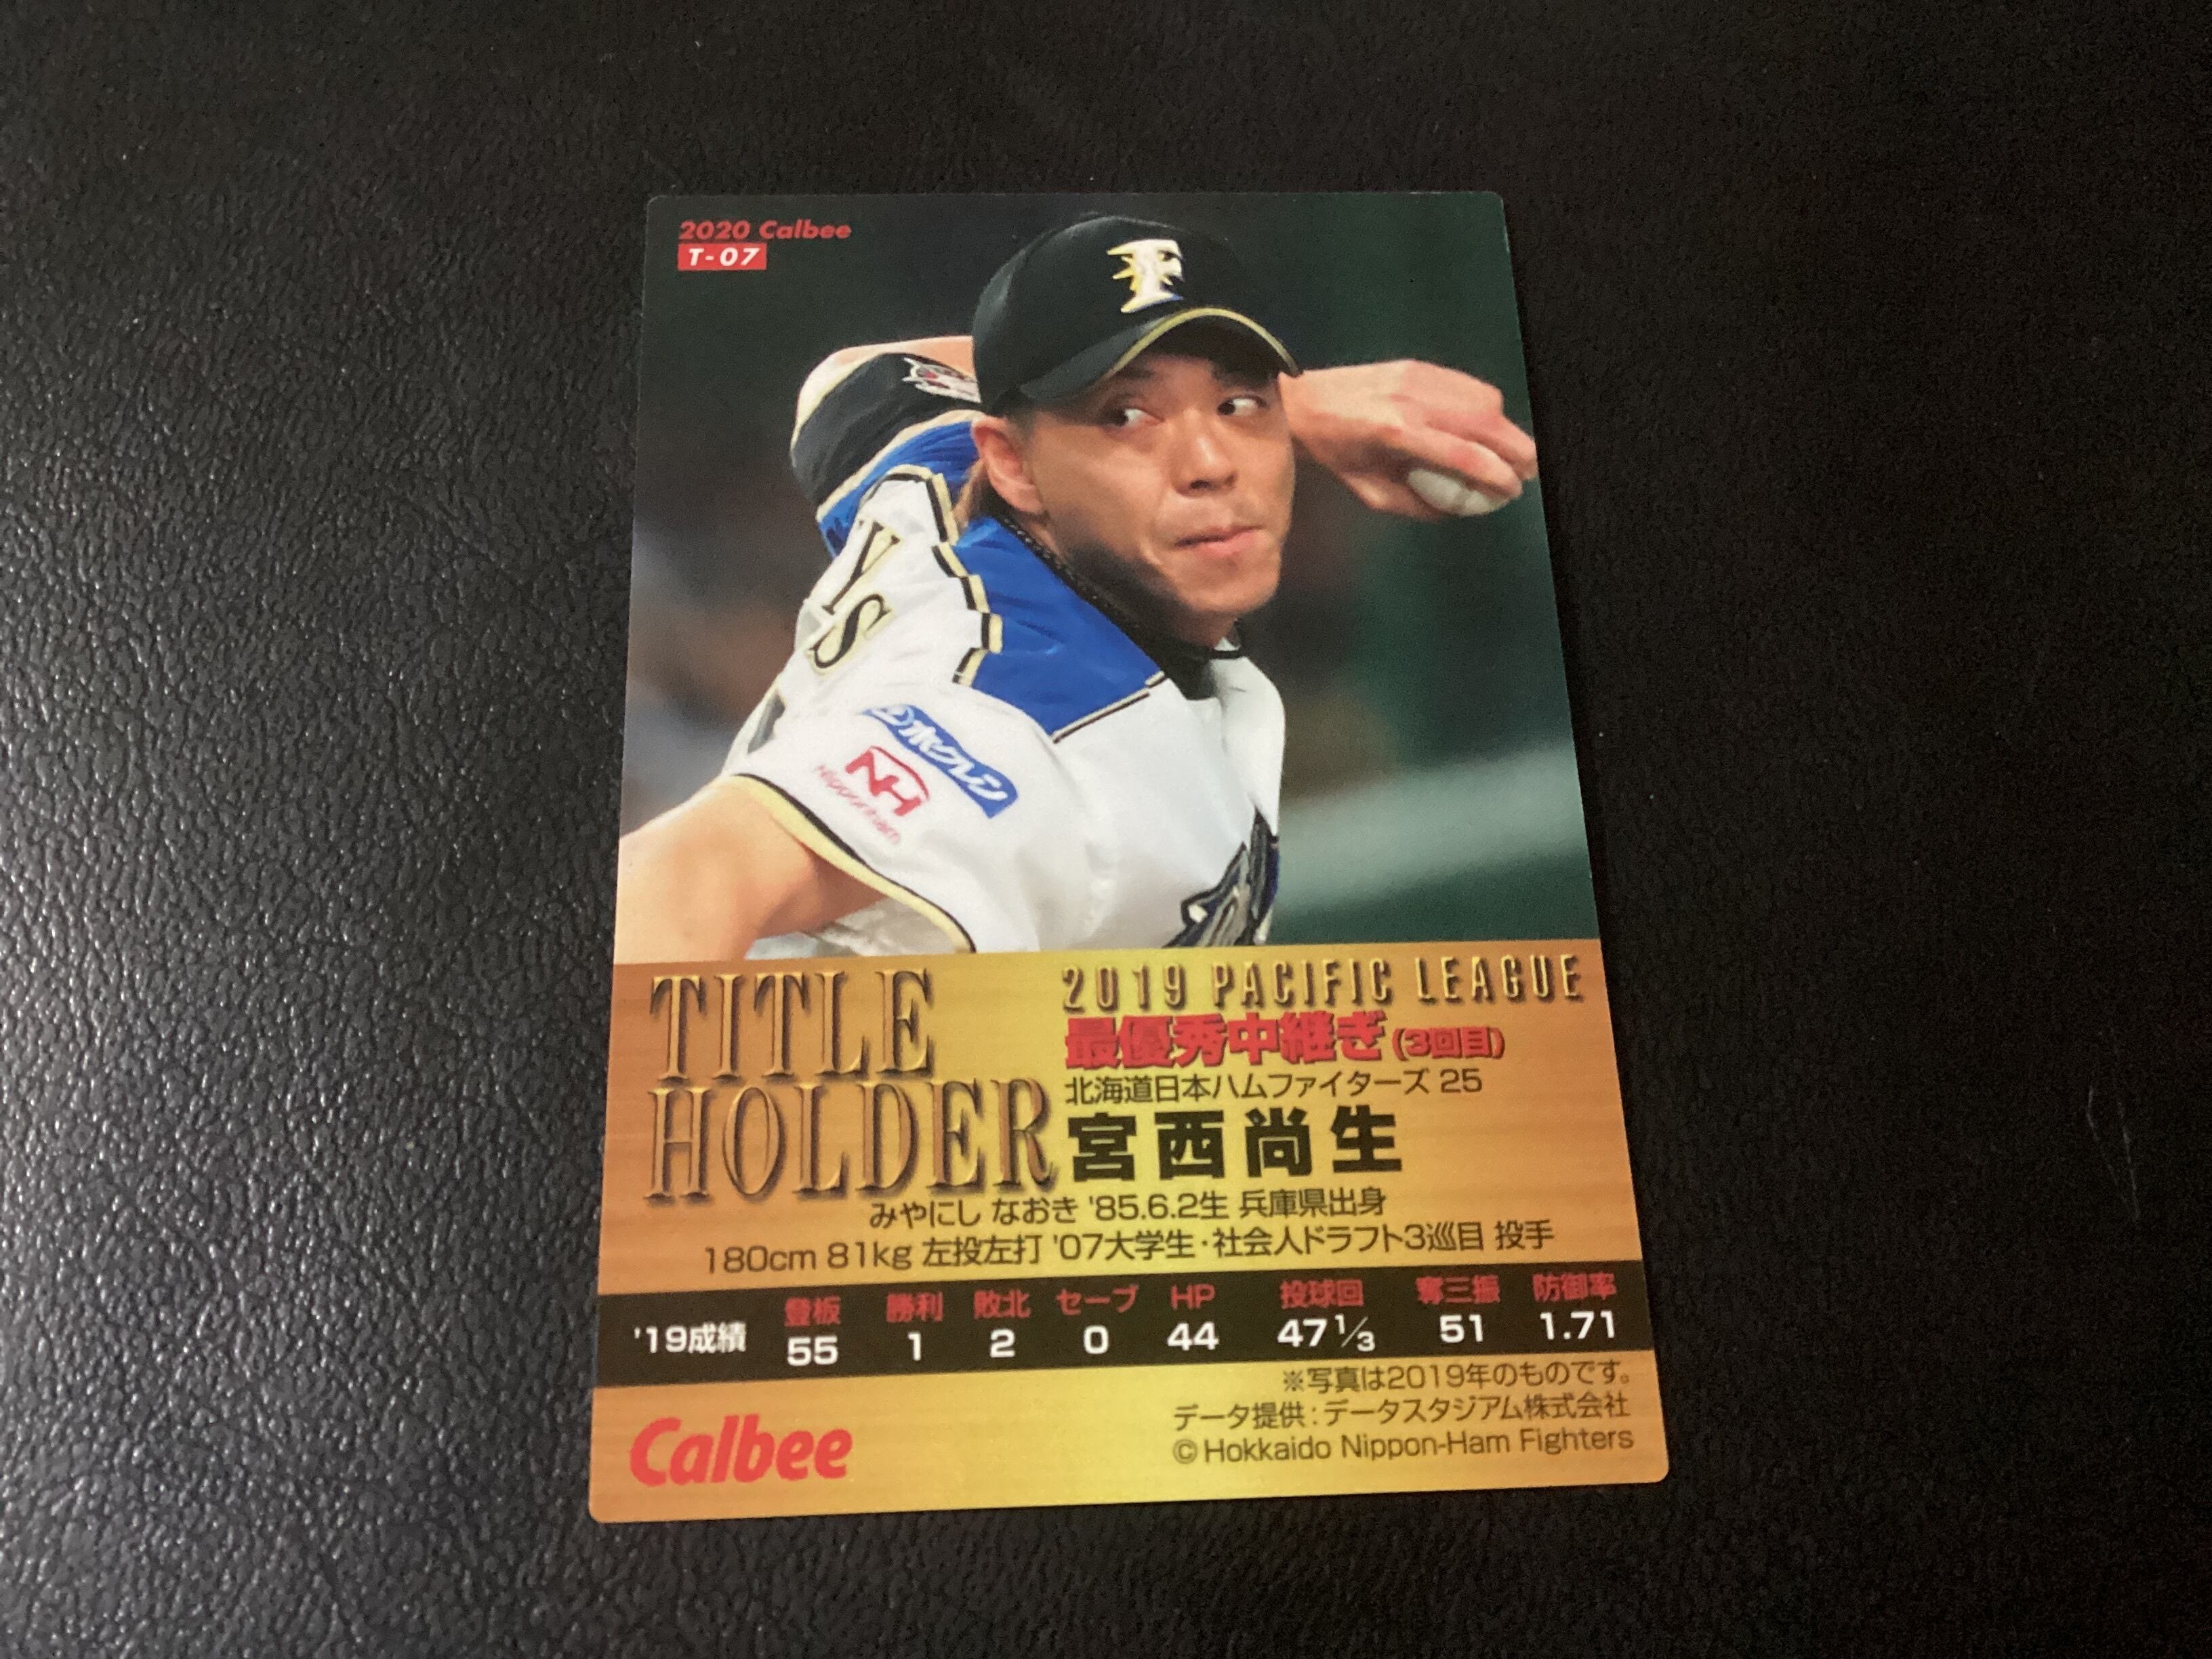 2020 Calbee
T-07
F
YS
ホクレン
NH
Nipponham
TITLE HOLDER
2019 PACIFIC LEAGUE
最優秀中継ぎ(3回目)
北海道日本ハムファイターズ 25
宮西尚生
みやにし なおき '85.6.2生 兵庫県出身
180cm 81kg 左投左打 '07大学生・社会人ドラフト3巡目 投手
登板 勝利 敗北 セーブ HP 投球回 奪三振 防御率
'19成績 55 1 2 0 44 47 1/3 51 1.71
※写真は2019年のものです。
データ提供:データスタジアム株式会社
©Hokkaido Nippon-Ham Fighters
Calbee